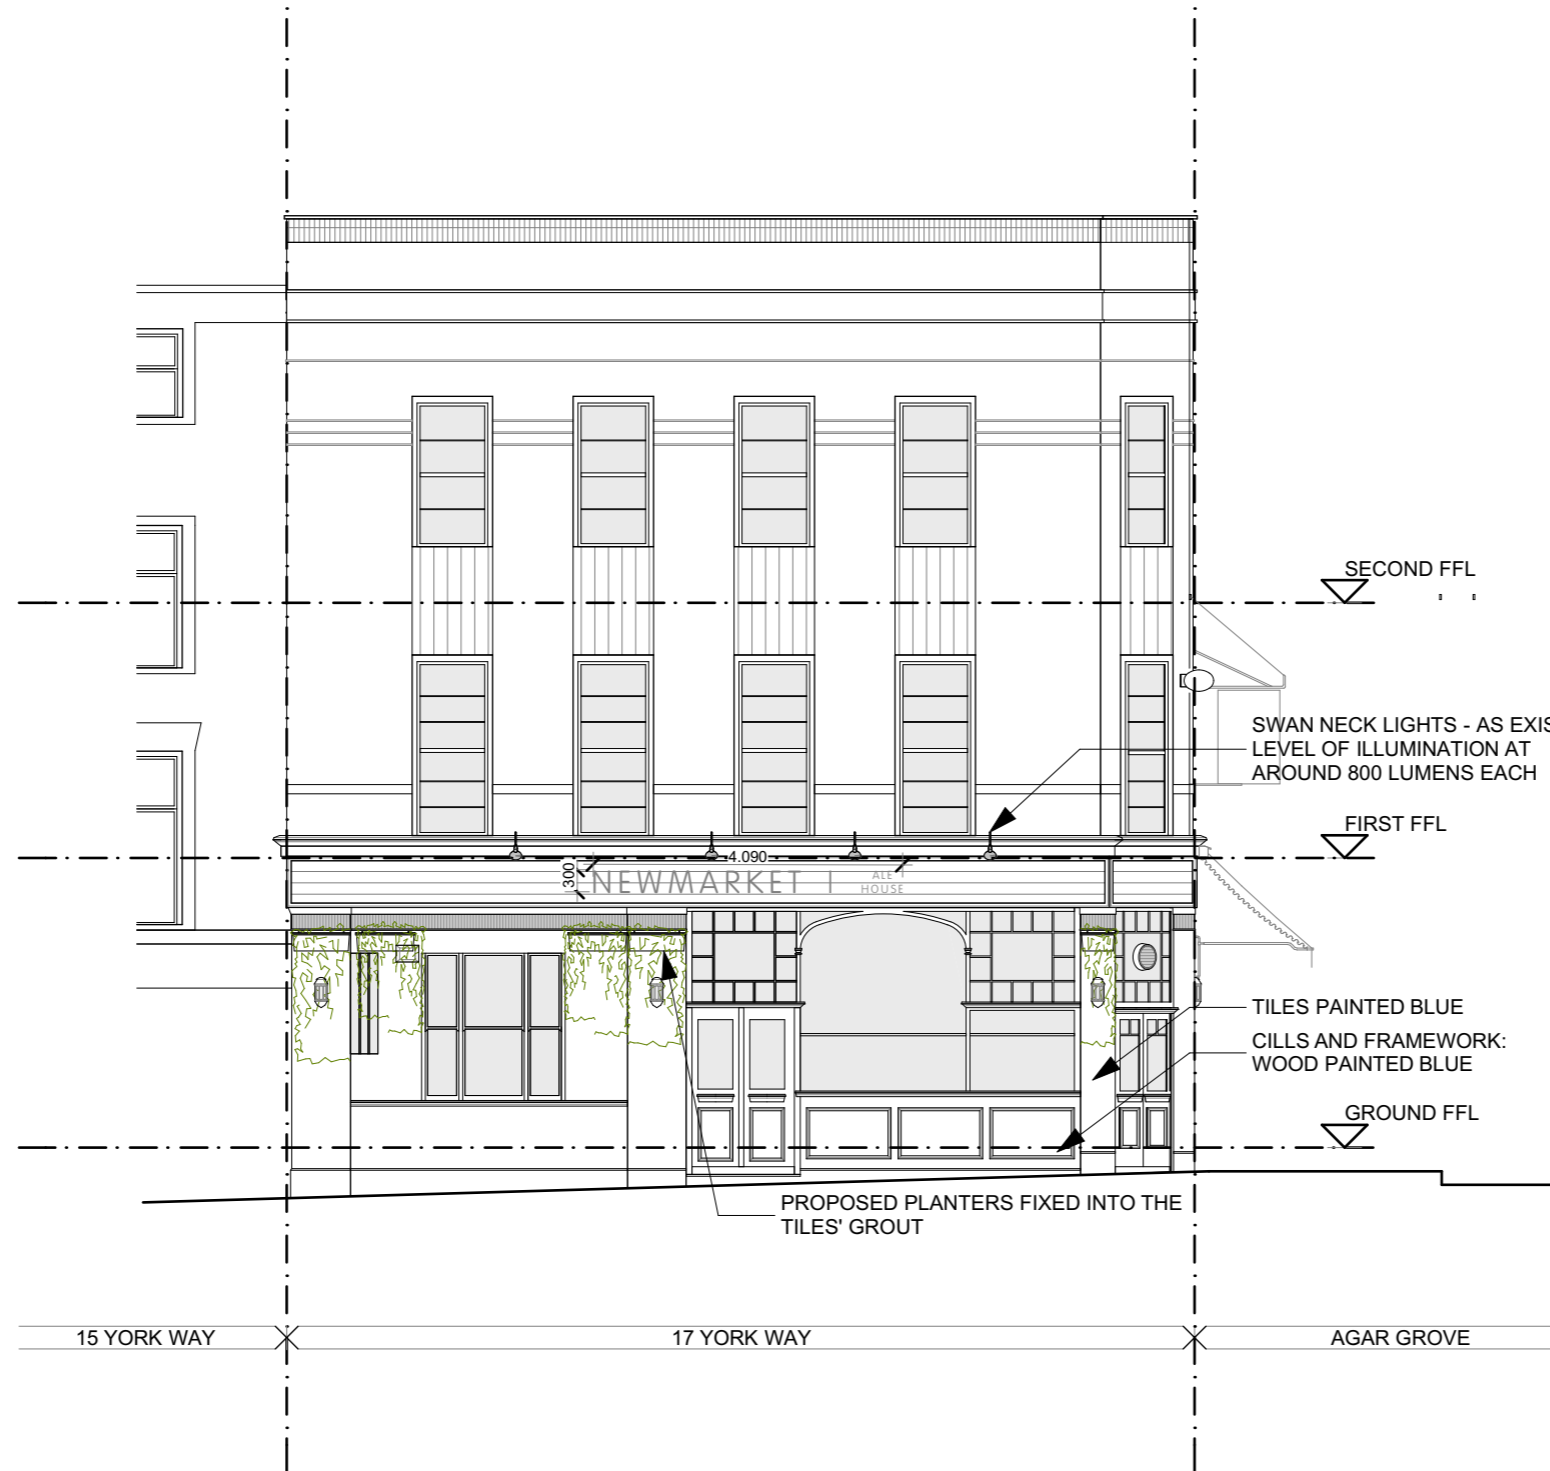 SECOND FFL
SWAN NECK LIGHTS - AS EXIS
LEVEL OF ILLUMINATION AT
AROUND 800 LUMENS EACH
FIRST FFL
4.090
300
NEWMARKET | ALE
HOUSE
TILES PAINTED BLUE
CILLS AND FRAMEWORK:
WOOD PAINTED BLUE
GROUND FFL
PROPOSED PLANTERS FIXED INTO THE
TILES' GROUT
15 YORK WAY
17 YORK WAY
AGAR GROVE